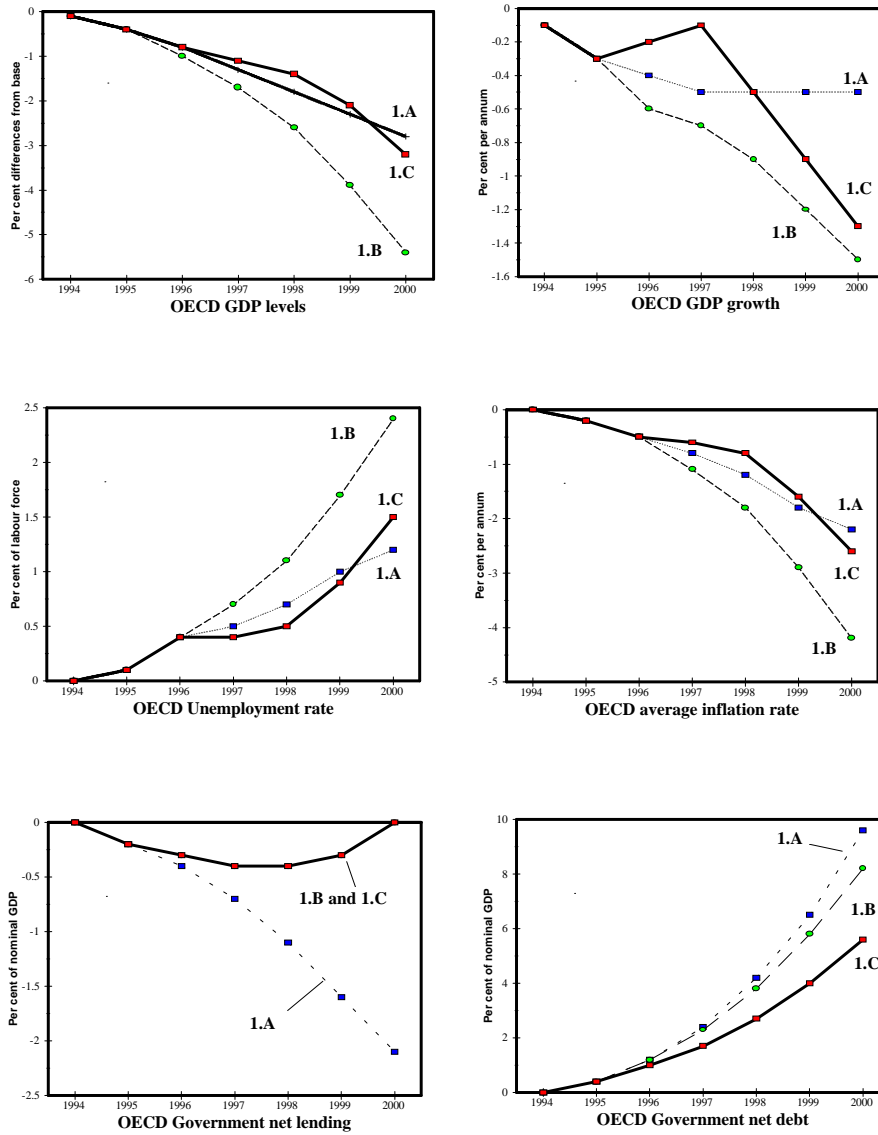 Per cent differences from base
0
-1
-2
-3
-4
-5
-6
1994 1995 1996 1997 1998 1999 2000
1.A
1.C
1.B
OECD GDP levels
Per cent per annum
0
-0.2
-0.4
-0.6
-0.8
-1
-1.2
-1.4
-1.6
1994 1995 1996 1997 1998 1999 2000
1.A
1.C
1.B
OECD GDP growth
Per cent of labour force
2.5
2
1.5
1
0.5
0
1994 1995 1996 1997 1998 1999 2000
1.B
1.C
1.A
OECD Unemployment rate
Per cent per annum
0
-1
-2
-3
-4
-5
1994 1995 1996 1997 1998 1999 2000
1.A
1.C
1.B
OECD average inflation rate
Per cent of nominal GDP
0
-0.5
-1
-1.5
-2
-2.5
1994 1995 1996 1997 1998 1999 2000
1.B and 1.C
1.A
OECD Government net lending
Per cent of nominal GDP
10
8
6
4
2
0
1994 1995 1996 1997 1998 1999 2000
1.A
1.B
1.C
OECD Government net debt